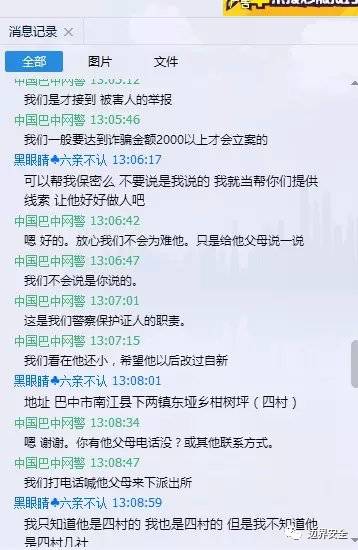 消息记录 ×
全部 图片 文件
中国巴中网警 13:05:12
我们是才接到 被害人的举报
中国巴中网警 13:05:46
我们一般要达到诈骗金额2000以上才会立案的
黑眼睛♣六亲不认 13:06:17
可以帮我保密么 不要说是我说的 我就当帮你们提供
线索 让他好好做人吧
中国巴中网警 13:06:42
嗯 好的。放心我们不会为难他。只是给他父母说一说
中国巴中网警 13:06:47
我们不会说是你说的。
中国巴中网警 13:07:01
这是我们警察保护证人的职责。
中国巴中网警 13:07:15
我们看在他还小，希望他以后改过自新
黑眼睛♣六亲不认 13:08:01
地址 巴中市南江县下两镇东垭乡柑树坪（四村）
中国巴中网警 13:08:34
嗯 谢谢。你有他父母电话没？或其他联系方式。
中国巴中网警 13:08:47
我们打电话喊他父母来下派出所
黑眼睛♣六亲不认 13:08:59
我只知道他是四村的 我也是四村的 但是我不知道他
是四村几社
边界安全